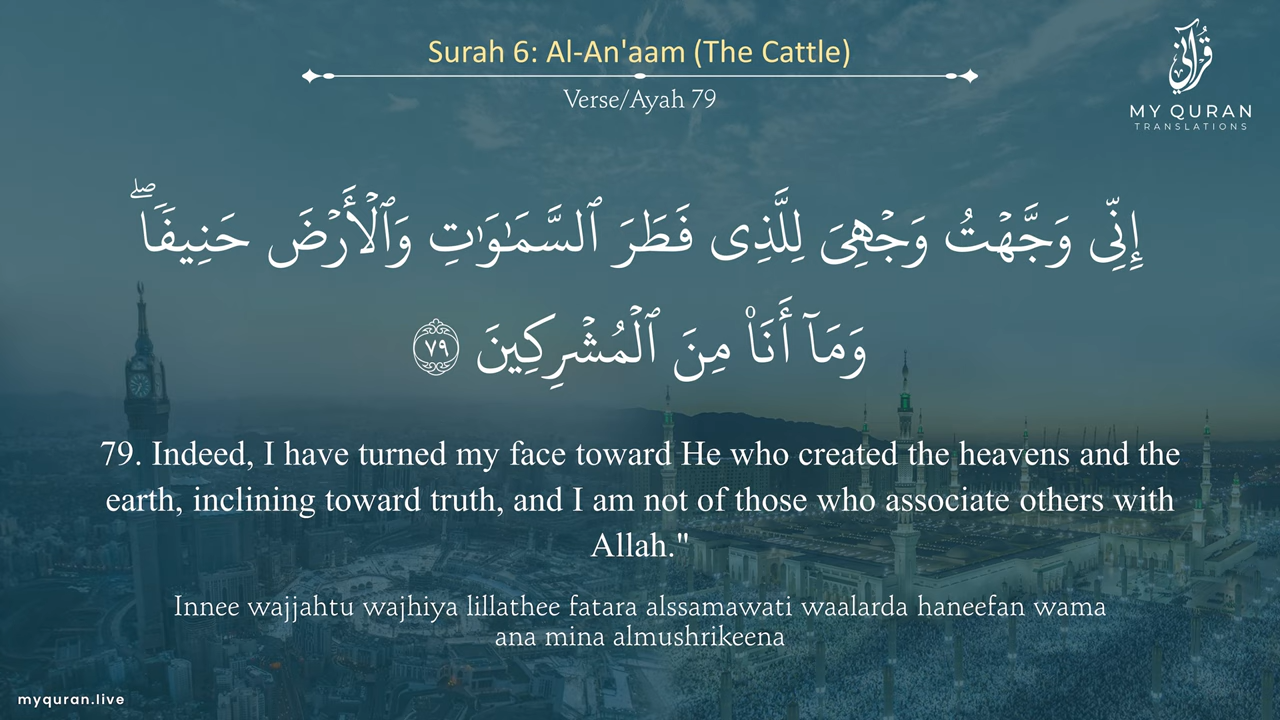 Surah 6: Al-An'aam (The Cattle)
Verse/Ayah 79
قرآني
MY QURAN
TRANSLATIONS
إِنِّى وَجَّهْتُ وَجْهِىَ لِلَّذِى فَطَرَ ٱلسَّمَـٰوَٰتِ وَٱلْأَرْضَ حَنِيفًۭا ۖ
وَمَآ أَنَا۠ مِنَ ٱلْمُشْرِكِينَ ٧٩
79. Indeed, I have turned my face toward He who created the heavens and the
earth, inclining toward truth, and I am not of those who associate others with
Allah."
Innee wajjahtu wajhiya lillathee fatara alssamawati waalarda haneefan wama
ana mina almushrikeena
myquran.live